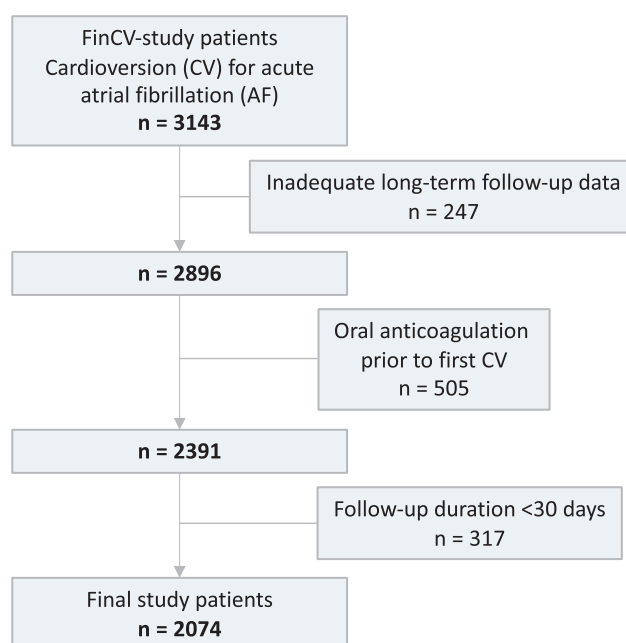 FinCV-study patients
Cardioversion (CV) for acute
atrial fibrillation (AF)
n = 3143
Inadequate long-term follow-up data
n = 247
n = 2896
Oral anticoagulation
prior to first CV
n = 505
n = 2391
Follow-up duration <30 days
n = 317
Final study patients
n = 2074